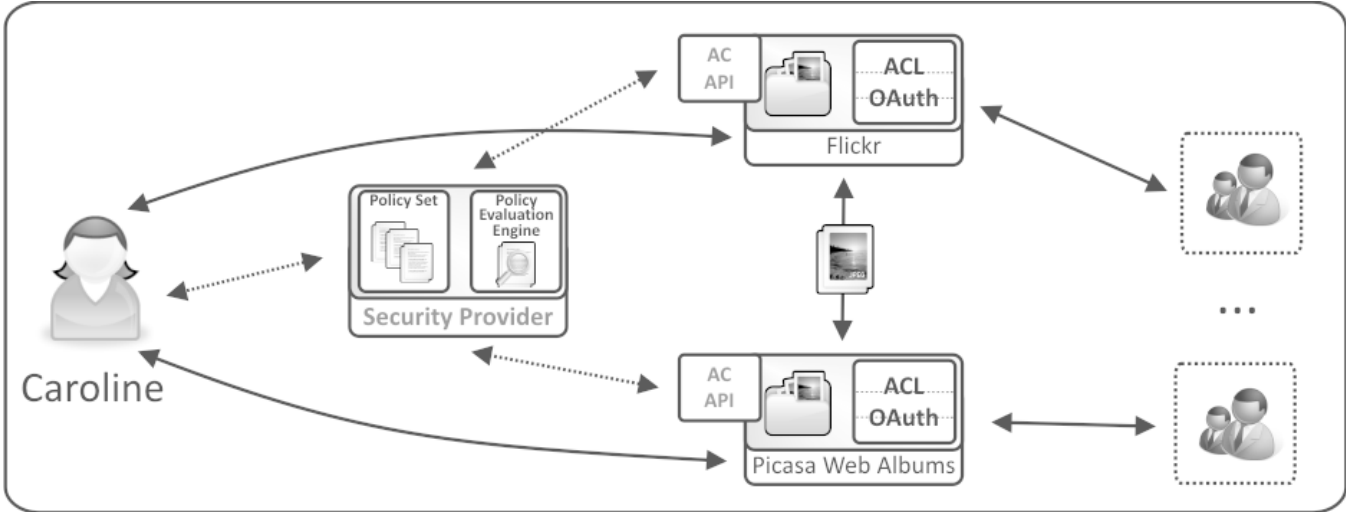 AC
API
ACL
OAuth
Flickr
Policy Set
Policy
Evaluation
Engine
Security Provider
Caroline
JPEG
...
AC
API
ACL
OAuth
Picasa Web Albums